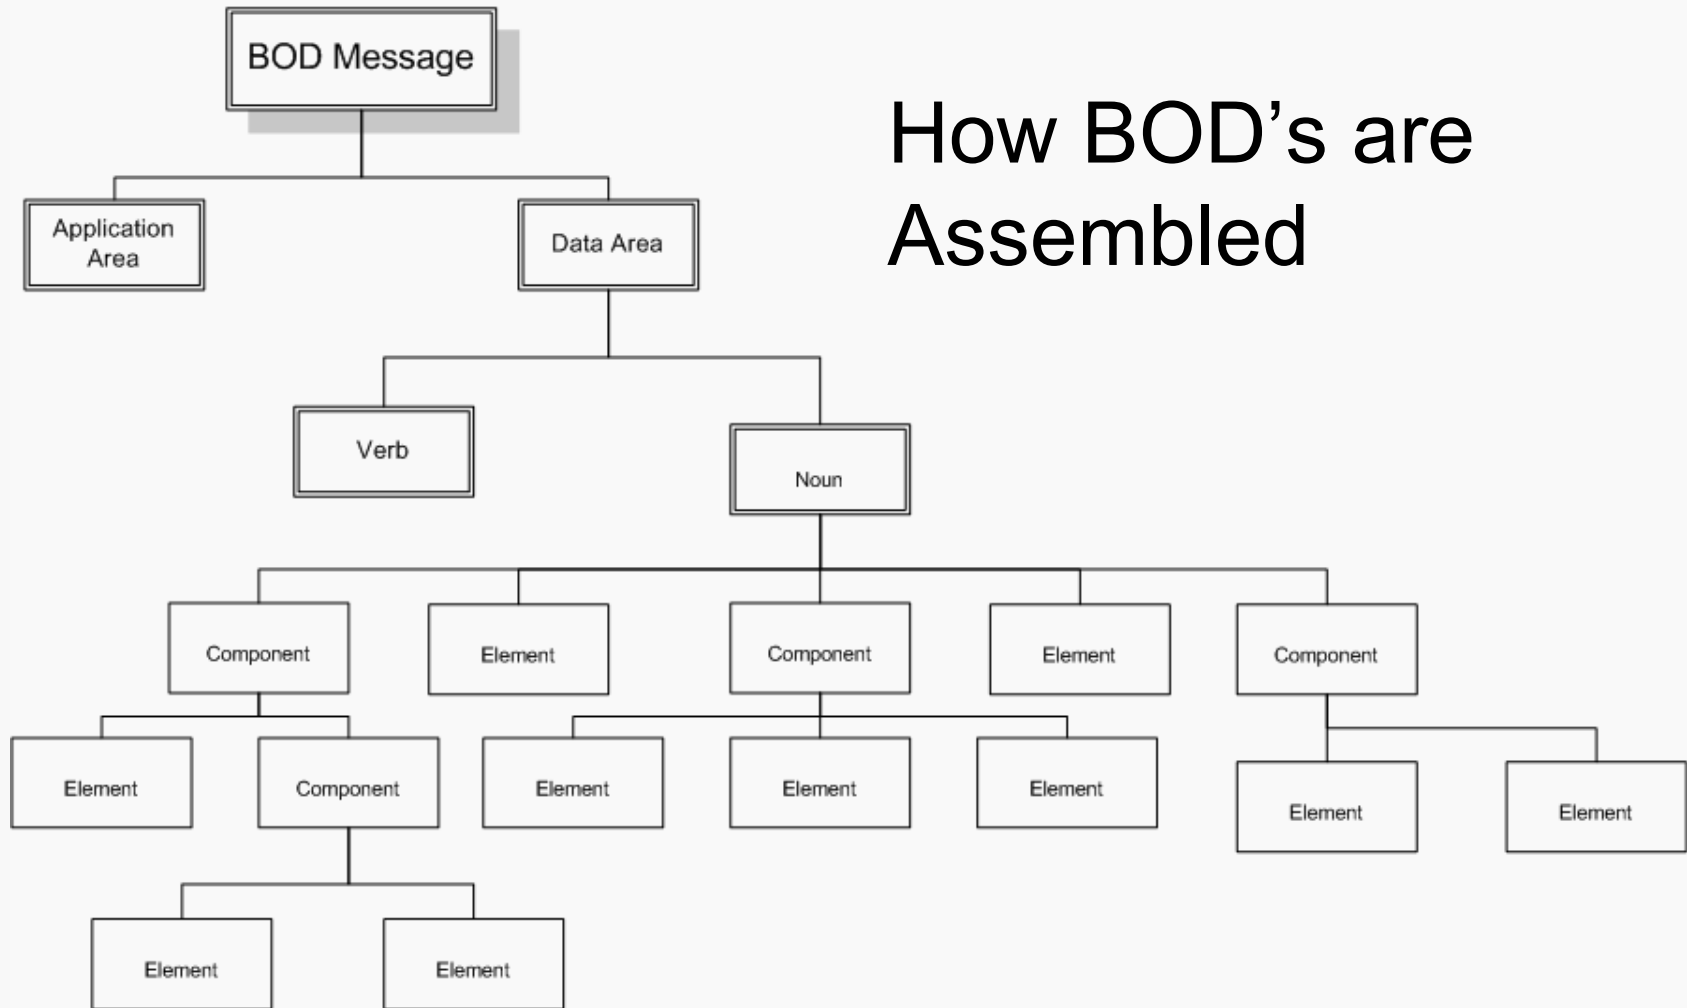 BOD Message
How BOD’s are
Assembled
Application
Area
Data Area
Verb
Noun
Component
Element
Component
Element
Component
Element
Component
Element
Element
Element
Element
Element
Element
Element